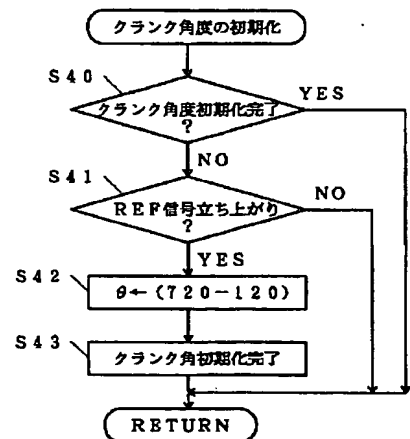 クランク角度の初期化
S40
クランク角度初期化完了
?
YES
NO
S41
REF信号立ち上がり
?
NO
YES
S42
θ←(720−120)
S43
クランク角初期化完了
RETURN